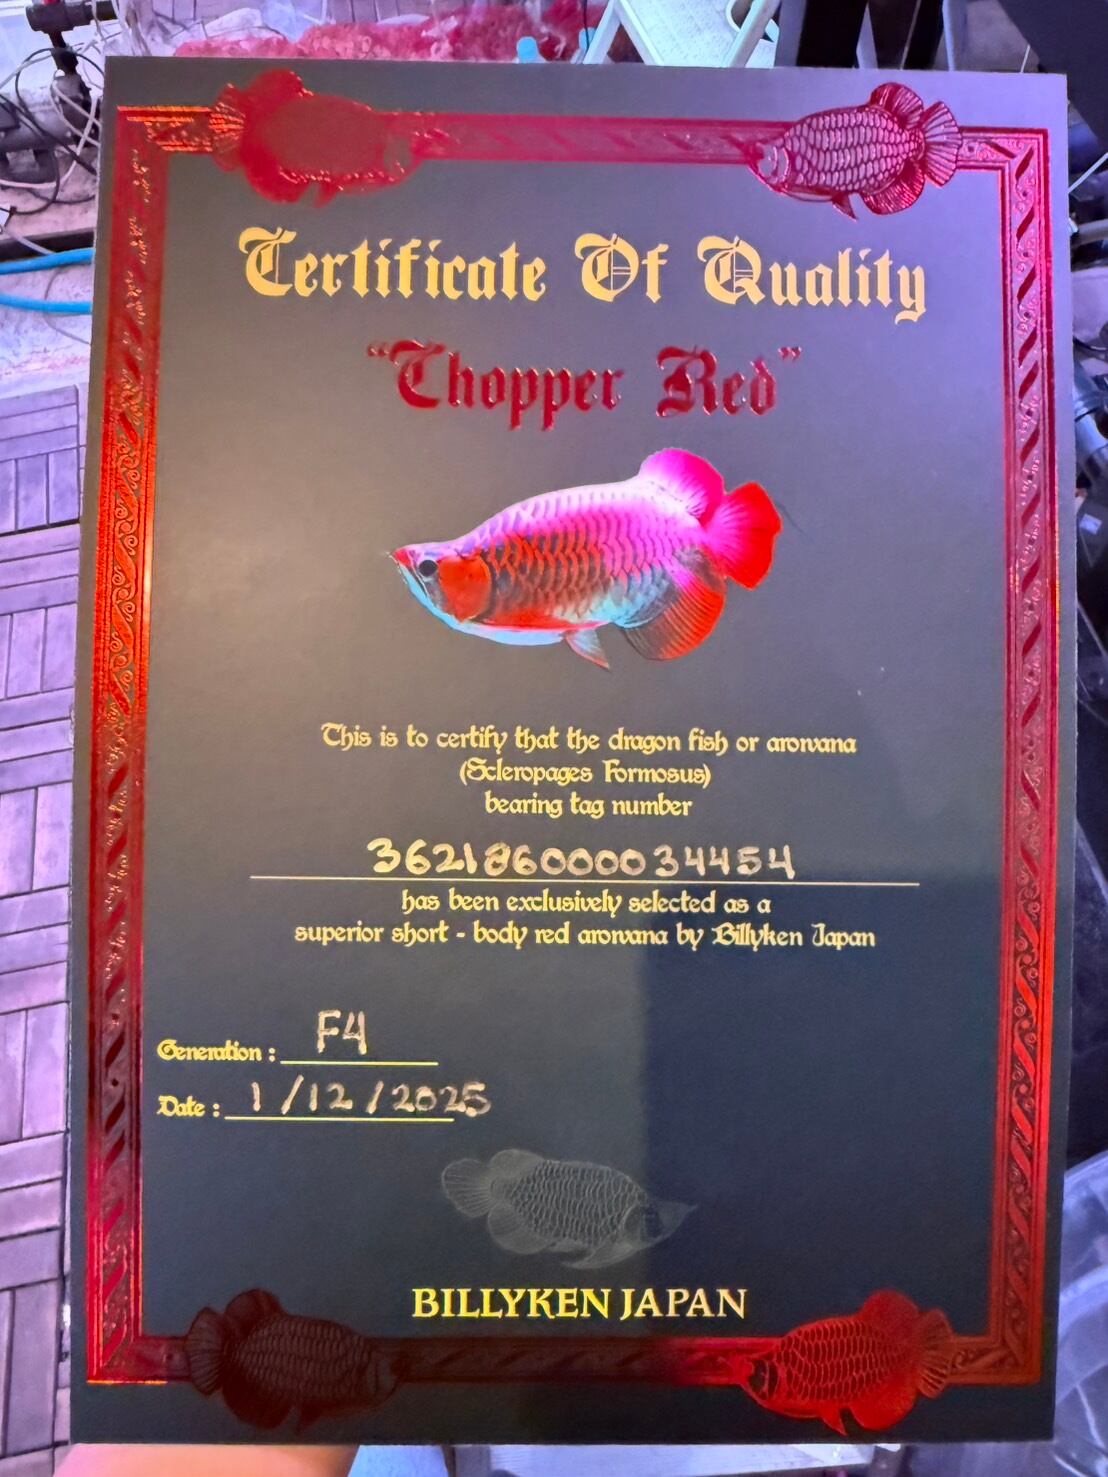 Certificate Of Quality
"Chopper Red"
This is to certify that the dragon fish or arowana
(Scleropages Formosus)
bearing tag number
362186000034454
has been exclusively selected as a
superior short - body red arowana by Billyken Japan
Generation : F4
Date : 1/12/2025
BILLYKEN JAPAN